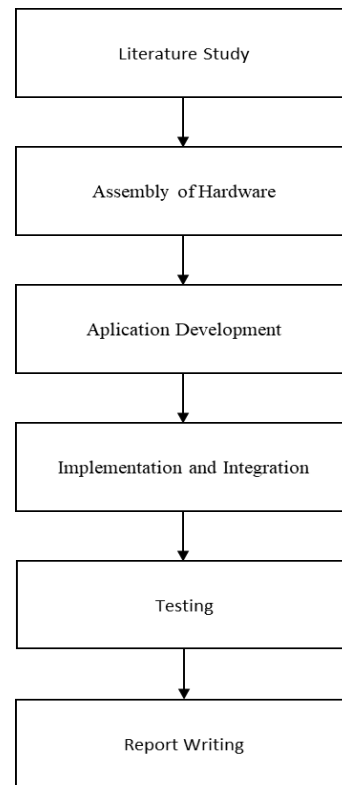 Literature Study
Assembly of Hardware
Aplication Development
Implementation and Integration
Testing
Report Writing